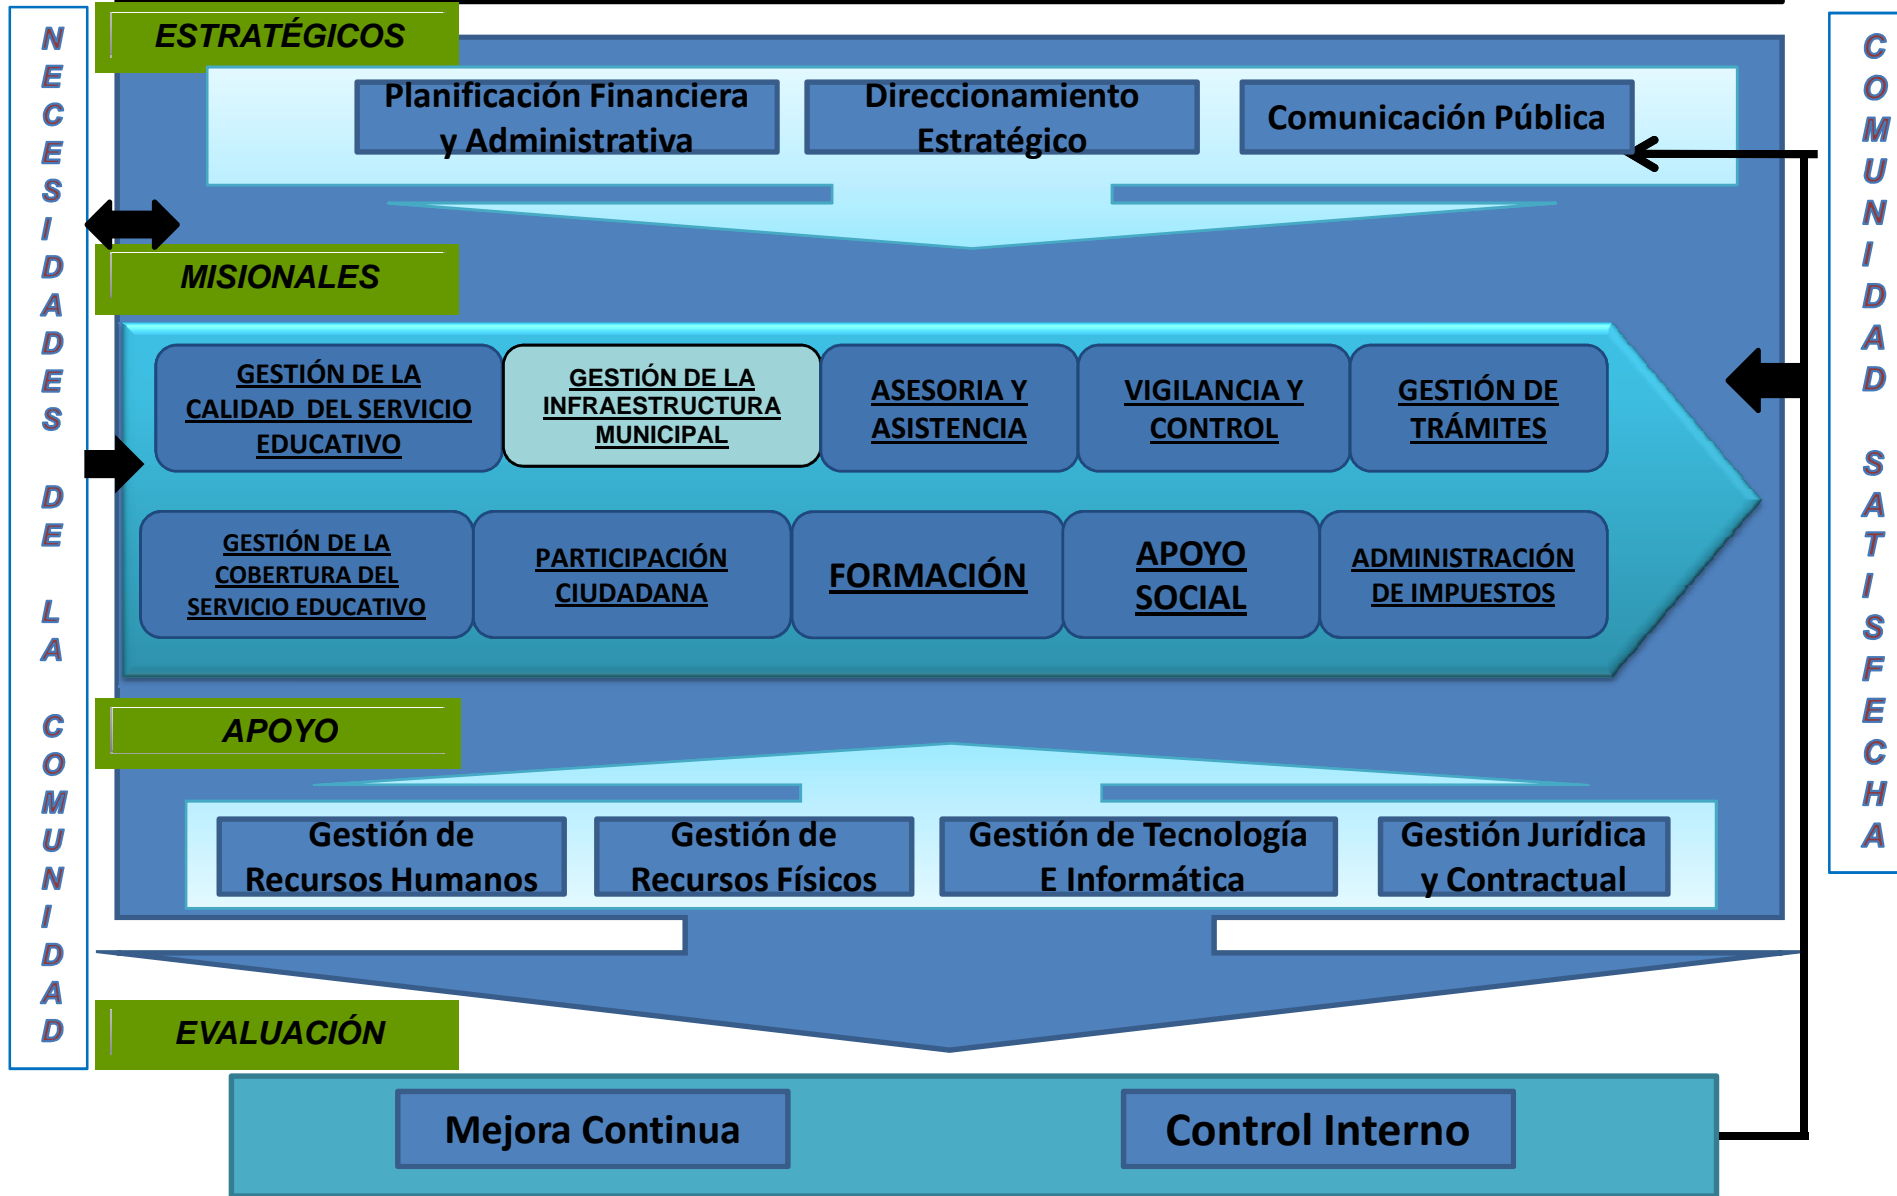 NECESIDADES DE LA COMUNIDAD
ESTRATÉGICOS
Planificación Financiera
y Administrativa
Direccionamiento
Estratégico
Comunicación Pública
MISIONALES
GESTIÓN DE LA
CALIDAD DEL SERVICIO
EDUCATIVO
GESTIÓN DE LA
INFRAESTRUCTURA
MUNICIPAL
ASESORIA Y
ASISTENCIA
VIGILANCIA Y
CONTROL
GESTIÓN DE
TRÁMITES
GESTIÓN DE LA
COBERTURA DEL
SERVICIO EDUCATIVO
PARTICIPACIÓN
CIUDADANA
FORMACIÓN
APOYO
SOCIAL
ADMINISTRACIÓN
DE IMPUESTOS
APOYO
Gestión de
Recursos Humanos
Gestión de
Recursos Físicos
Gestión de Tecnología
E Informática
Gestión Jurídica
y Contractual
EVALUACIÓN
Mejora Continua
Control Interno
COMUNIDAD SATISFECHA